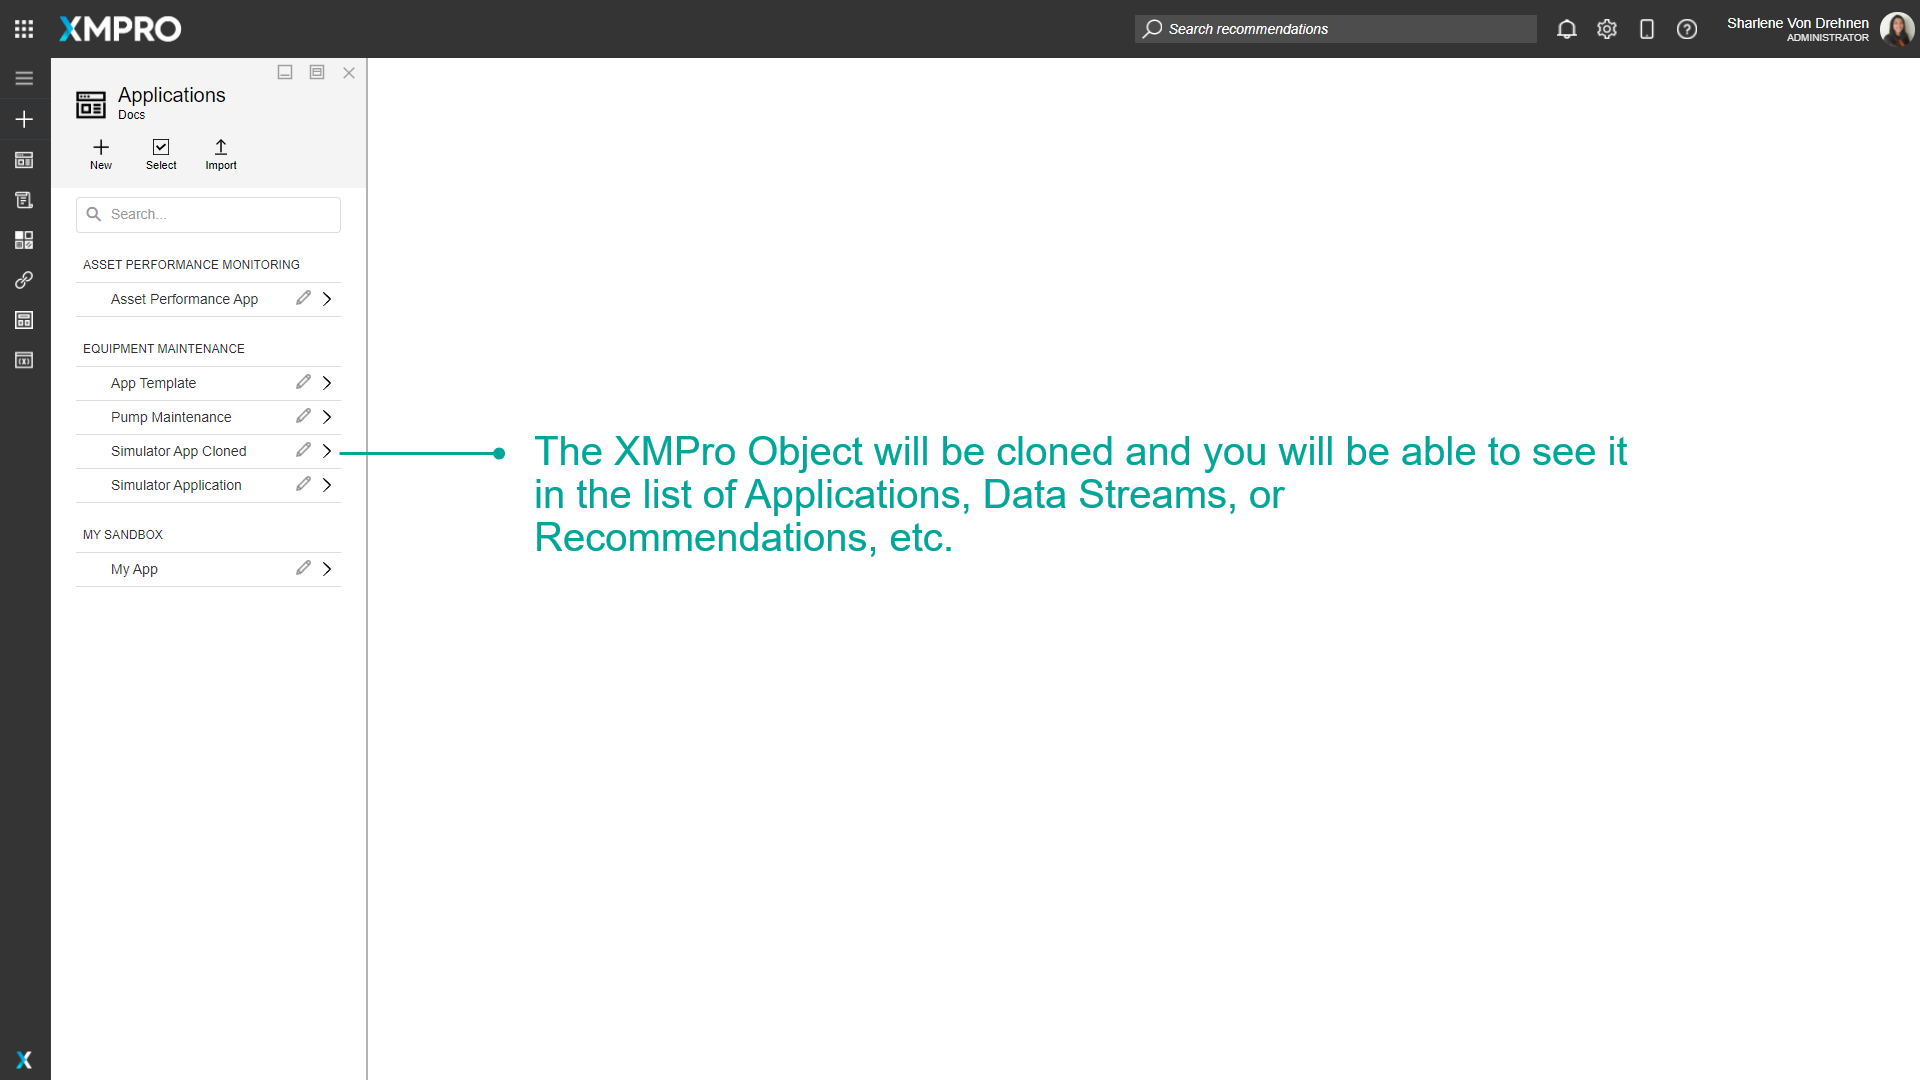 XMPRO
Search recommendations
Sharlene Von Drehnen
ADMINISTRATOR
Applications
Docs
New
Select
Import
Search...
ASSET PERFORMANCE MONITORING
Asset Performance App
EQUIPMENT MAINTENANCE
App Template
Pump Maintenance
Simulator App Cloned
Simulator Application
MY SANDBOX
My App
The XMPro Object will be cloned and you will be able to see it
in the list of Applications, Data Streams, or
Recommendations, etc.